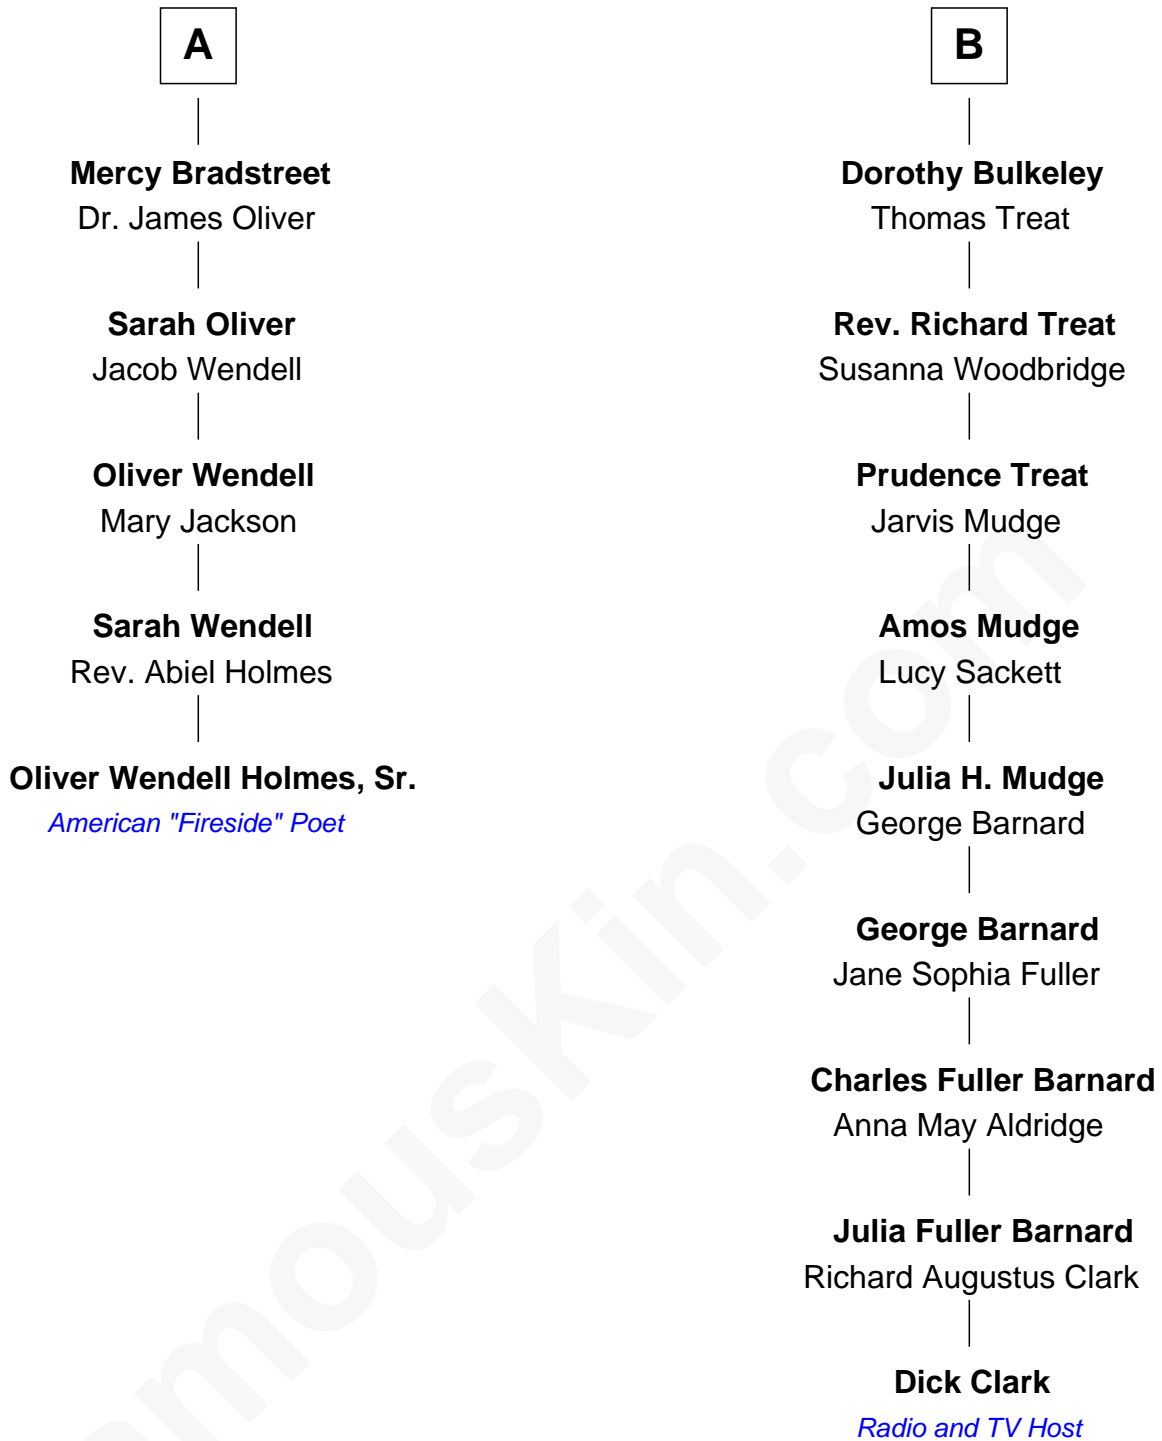 A
Mercy Bradstreet
Dr. James Oliver
Sarah Oliver
Jacob Wendell
Oliver Wendell
Mary Jackson
Sarah Wendell
Rev. Abiel Holmes
Oliver Wendell Holmes, Sr.
American "Fireside" Poet
B
Dorothy Bulkeley
Thomas Treat
Rev. Richard Treat
Susanna Woodbridge
Prudence Treat
Jarvis Mudge
Amos Mudge
Lucy Sackett
Julia H. Mudge
George Barnard
George Barnard
Jane Sophia Fuller
Charles Fuller Barnard
Anna May Aldridge
Julia Fuller Barnard
Richard Augustus Clark
Dick Clark
Radio and TV Host
amouskin.com